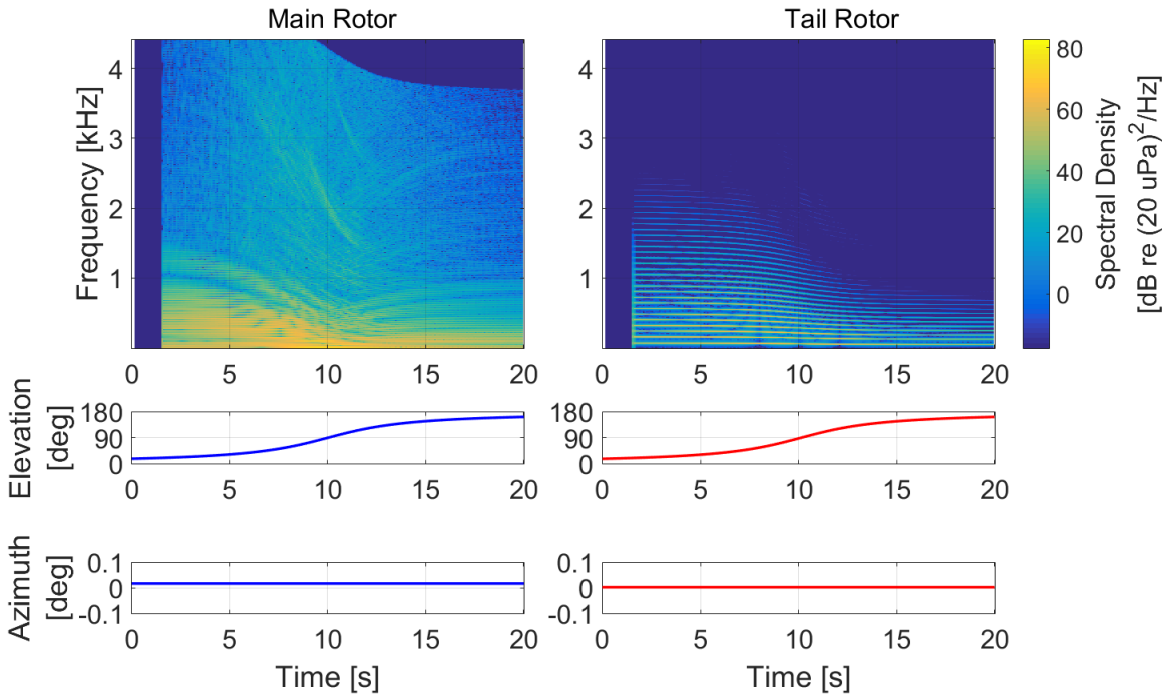 Main Rotor
Tail Rotor
Frequency [kHz]
4
3
2
1
0 5 10 15 20
4
3
2
1
0 5 10 15 20
80
60
40
20
0
Spectral Density
[dB re (20 uPa)²/Hz]
Elevation
[deg]
180
90
0
0 5 10 15 20
180
90
0
0 5 10 15 20
Azimuth
[deg]
0.1
0
-0.1
0 5 10 15 20
Time [s]
0.1
0
-0.1
0 5 10 15 20
Time [s]